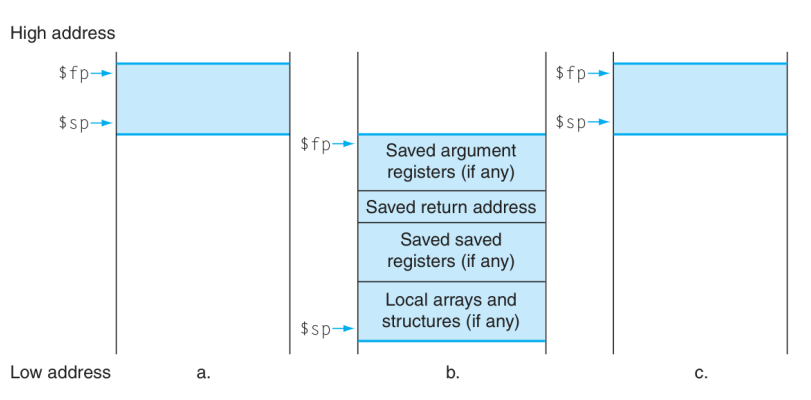 High address
$fp
$sp
$fp
$sp
Saved argument
registers (if any)
Saved return address
Saved saved
registers (if any)
Local arrays and
structures (if any)
$fp
$sp
Low address
a.
b.
c.